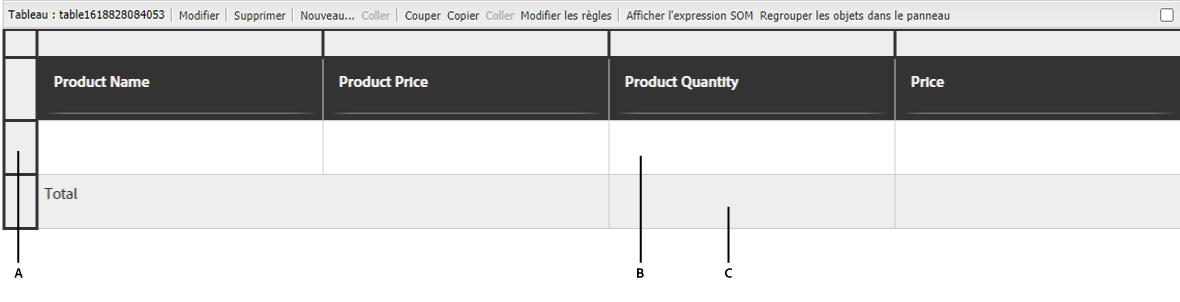 Tableau : table1618828084053 Modifier Supprimer Nouveau... Coller Couper Copier Coller Modifier les règles Afficher l'expression SOM Regrouper les objets dans le panneau
Product Name Product Price Product Quantity Price
Total
A B C